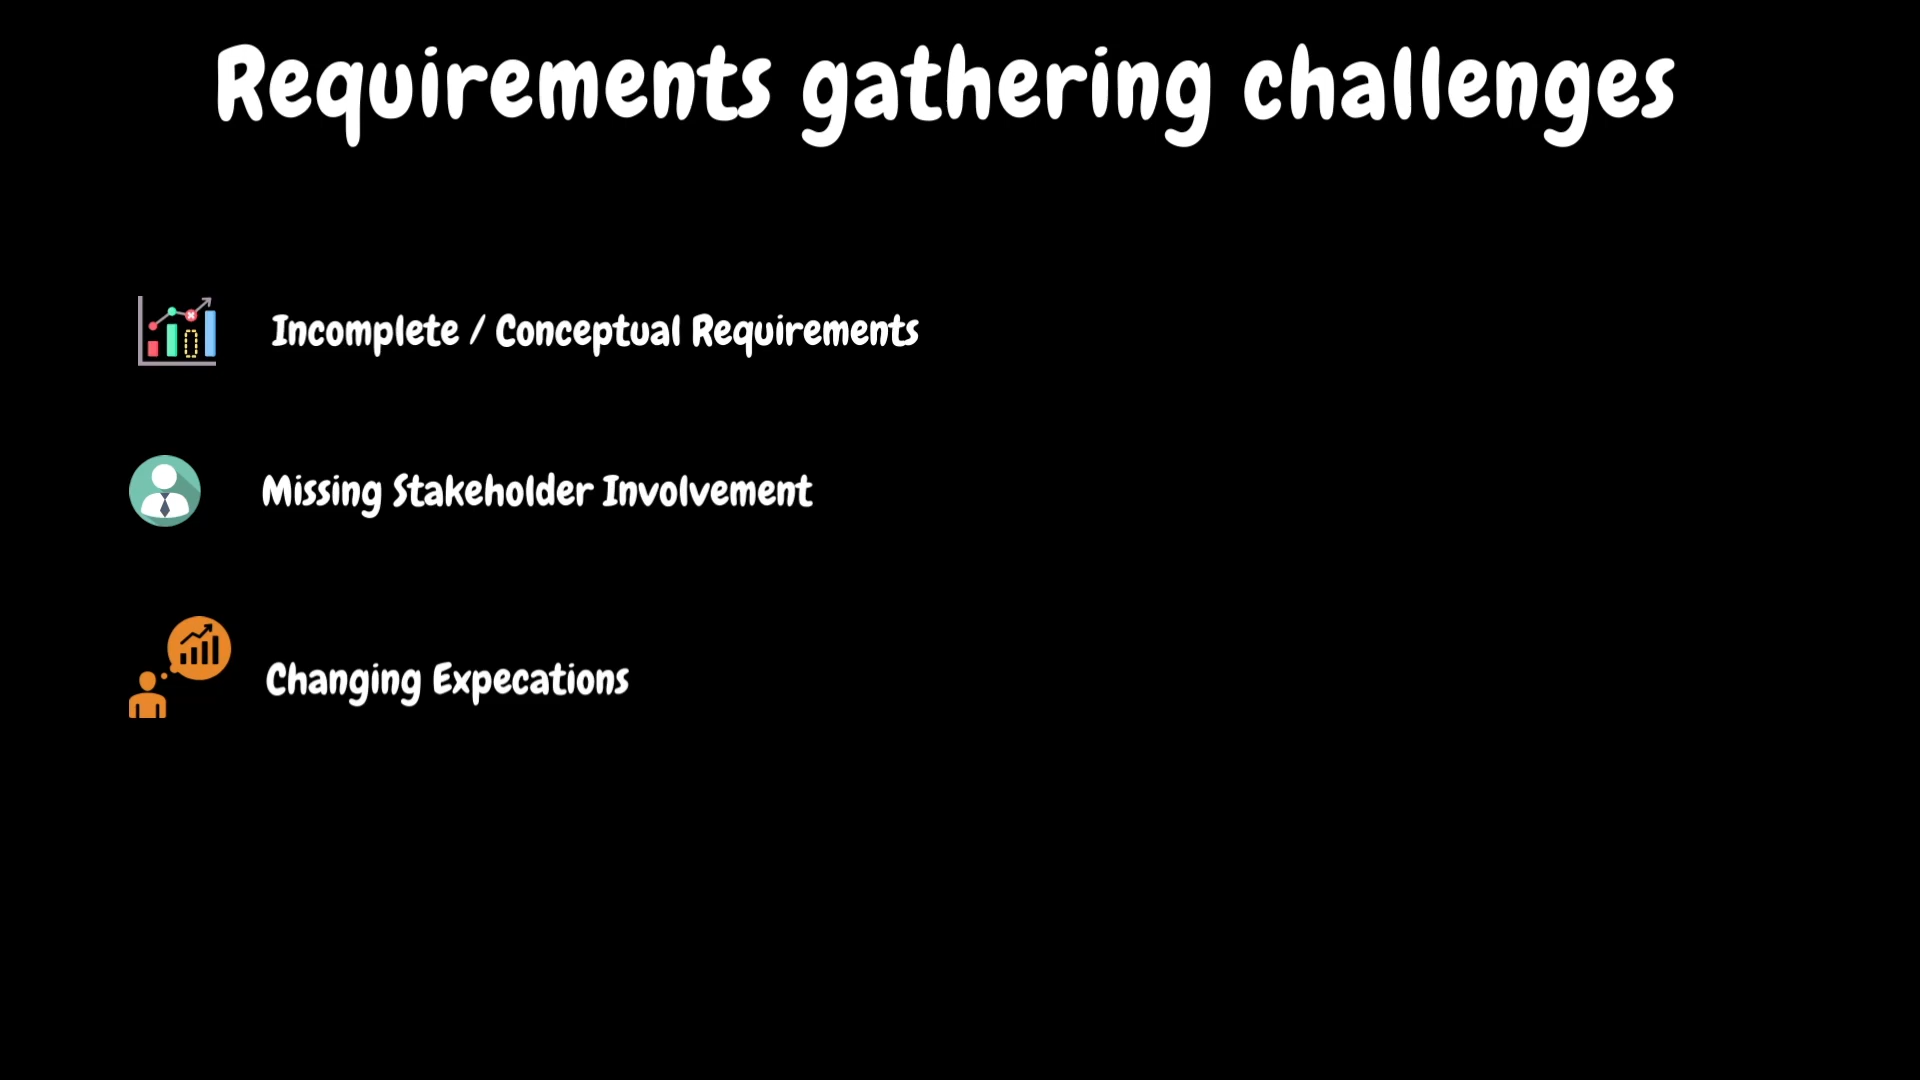 Requirements gathering challenges
Incomplete / Conceptual Requirements
Missing Stakeholder Involvement
Changing Expecations